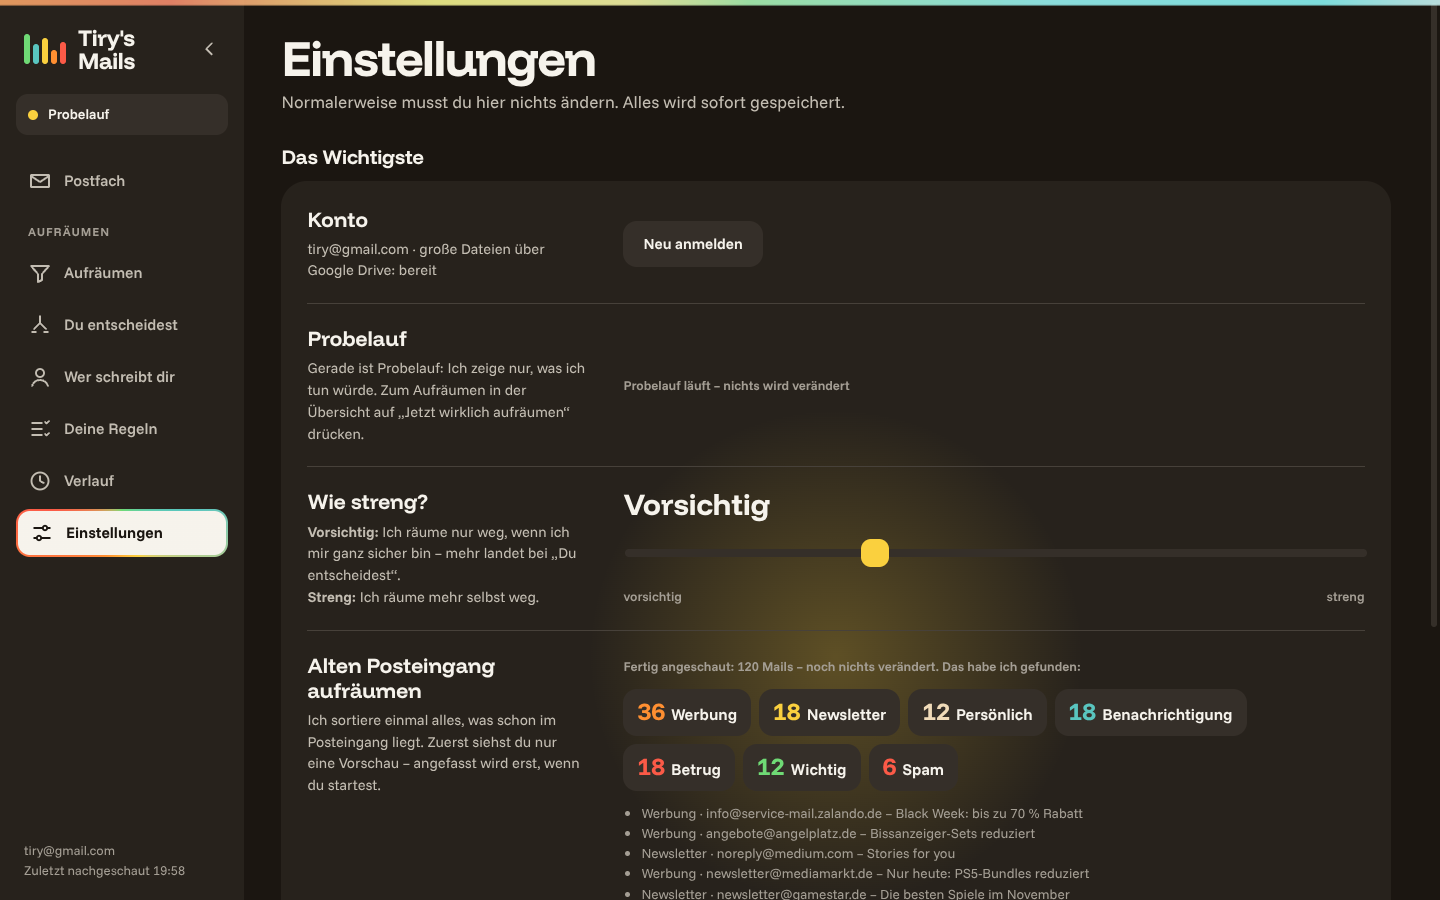 Tiry's
Mails
Probelauf
Postfach
AUFRÄUMEN
Aufräumen
Du entscheidest
Wer schreibt dir
Deine Regeln
Verlauf
Einstellungen
tiry@gmail.com
Zuletzt nachgeschaut 19:58
Einstellungen
Normalerweise musst du hier nichts ändern. Alles wird sofort gespeichert.
Das Wichtigste
Konto
tiry@gmail.com · große Dateien über
Google Drive: bereit
Neu anmelden
Probelauf
Gerade ist Probelauf: Ich zeige nur, was ich
tun würde. Zum Aufräumen in der
Übersicht auf „Jetzt wirklich aufräumen“
drücken.
Probelauf läuft – nichts wird verändert
Wie streng?
Vorsichtig: Ich räume nur weg, wenn ich
mir ganz sicher bin – mehr landet bei „Du
entscheidest“.
Streng: Ich räume mehr selbst weg.
Vorsichtig
vorsichtig
streng
Alten Posteingang
aufräumen
Ich sortiere einmal alles, was schon im
Posteingang liegt. Zuerst siehst du nur
eine Vorschau – angefasst wird erst, wenn
du startest.
Fertig angeschaut: 120 Mails – noch nichts verändert. Das habe ich gefunden:
36 Werbung
18 Newsletter
12 Persönlich
18 Benachrichtigung
18 Betrug
12 Wichtig
6 Spam
• Werbung · info@service-mail.zalando.de – Black Week: bis zu 70 % Rabatt
• Werbung · angebote@angelplatz.de – Bissanzeiger-Sets reduziert
• Newsletter · noreply@medium.com – Stories for you
• Werbung · newsletter@mediamarkt.de – Nur heute: PS5-Bundles reduziert
• Newsletter · newsletter@gamestar.de – Die besten Spiele im November